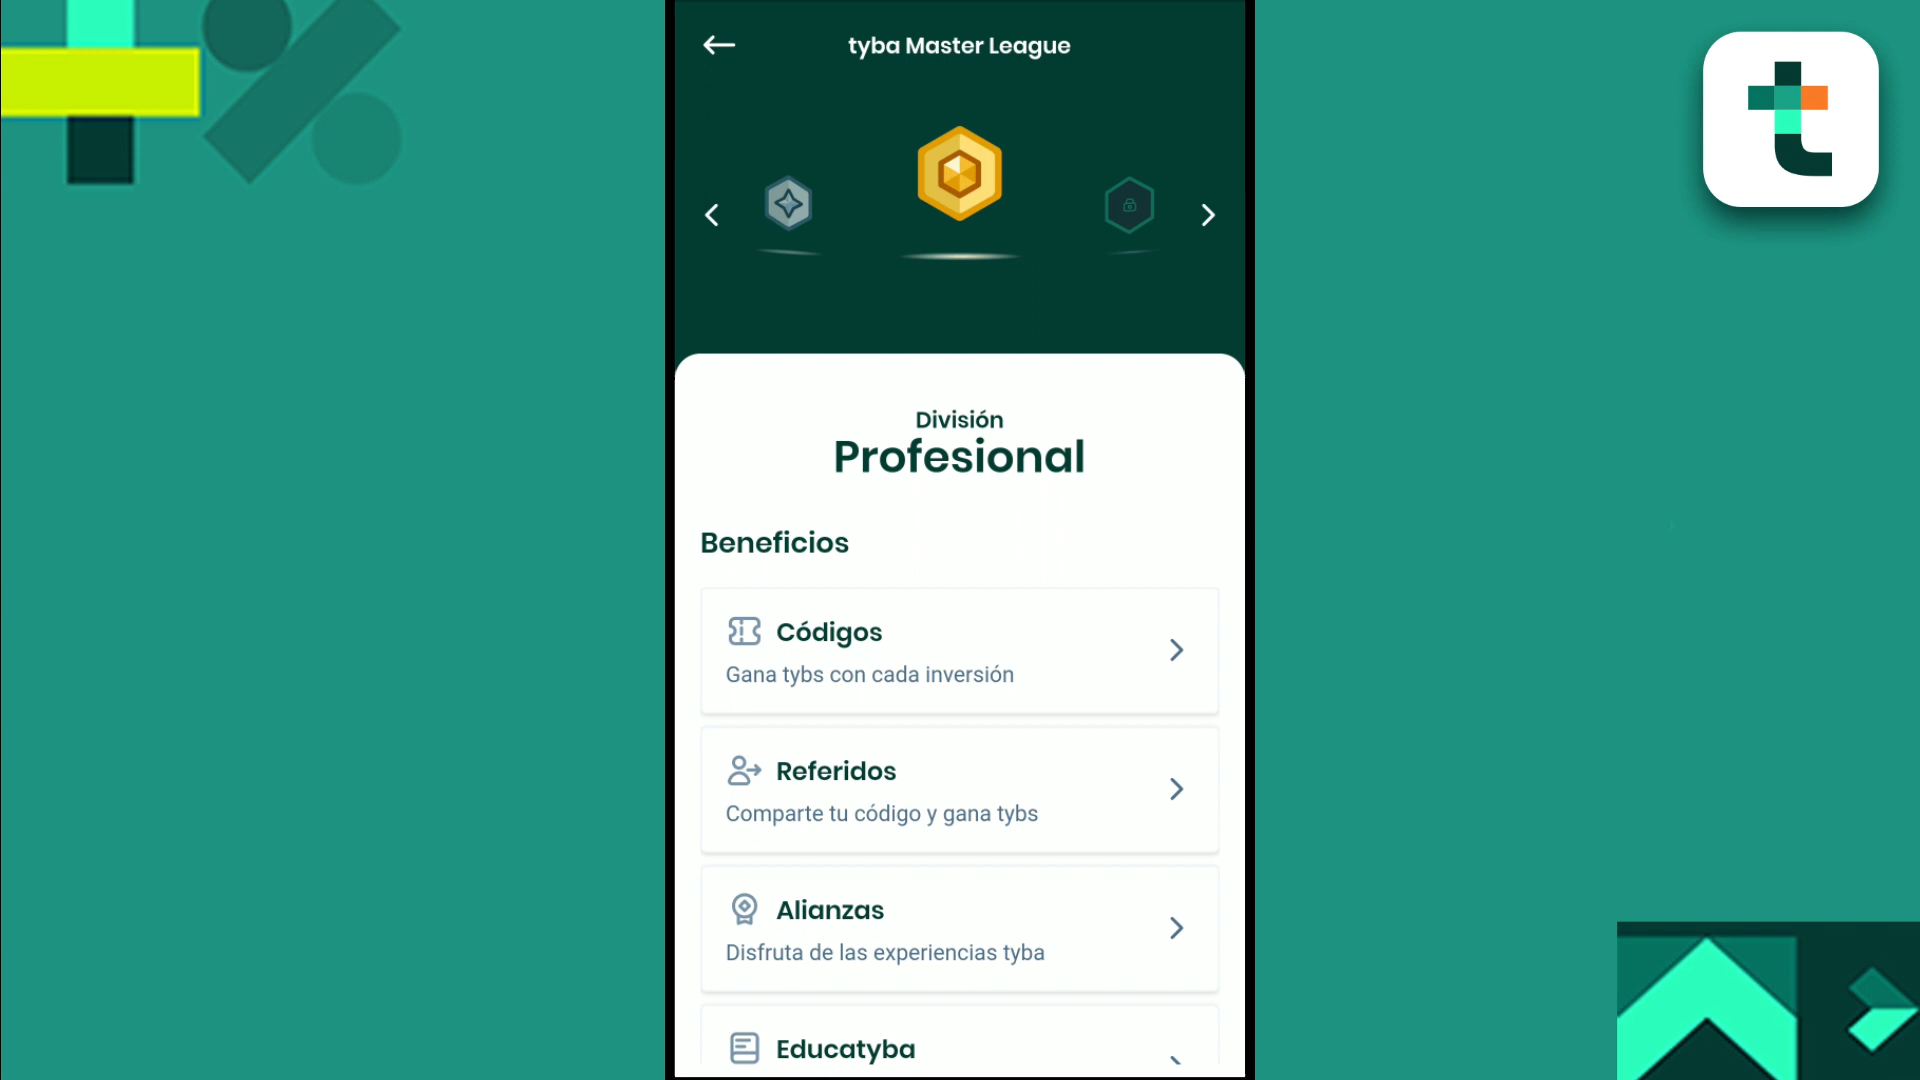 tyba Master League
División
Profesional
Beneficios
Códigos
Gana tybs con cada inversión
Referidos
Comparte tu código y gana tybs
Alianzas
Disfruta de las experiencias tyba
Educatyba